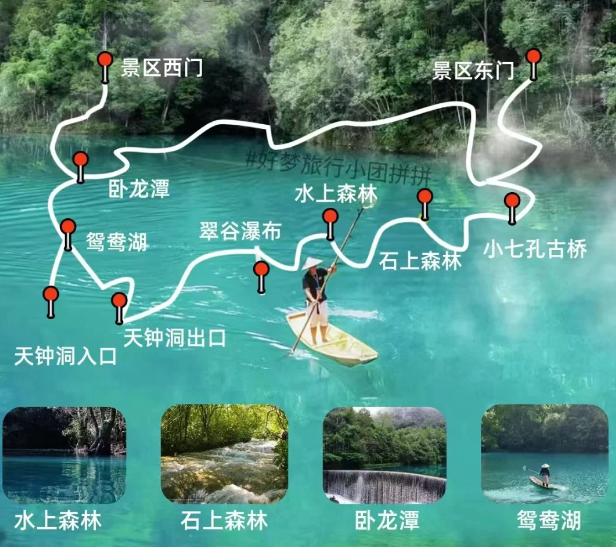 景区西门
景区东门
#好梦旅行小团拼拼
卧龙潭
水上森林
翠谷瀑布
鸳鸯湖
小七孔古桥
石上森林
天钟洞出口
天钟洞入口
水上森林
石上森林
卧龙潭
鸳鸯湖